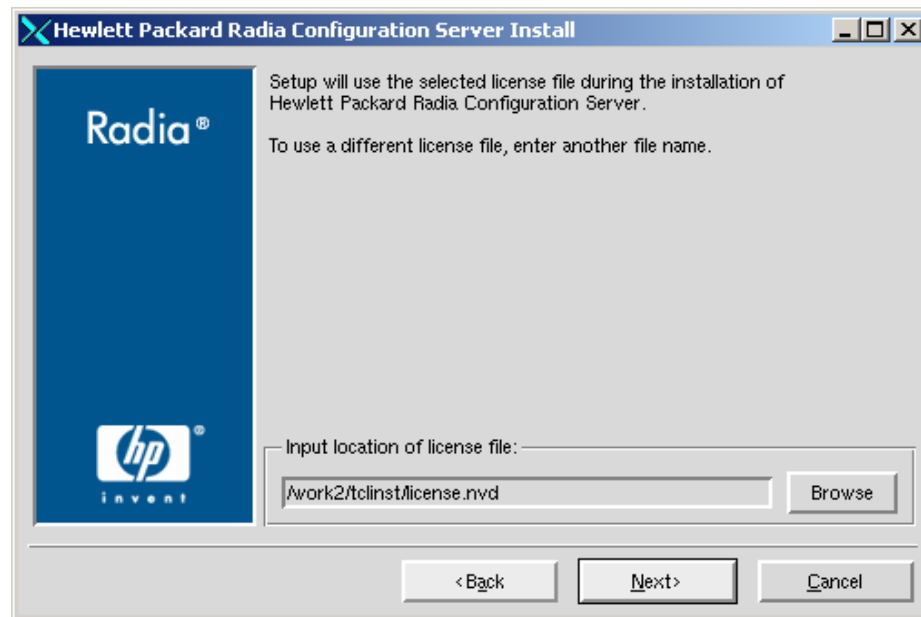 Hewlett Packard Radia Configuration Server Install
Radia®
Setup will use the selected license file during the installation of
Hewlett Packard Radia Configuration Server.
To use a different license file, enter another file name.
hp®
invent
Input location of license file:
/work2/tclinst/license.nvd
Browse
<Back
Next>
Cancel